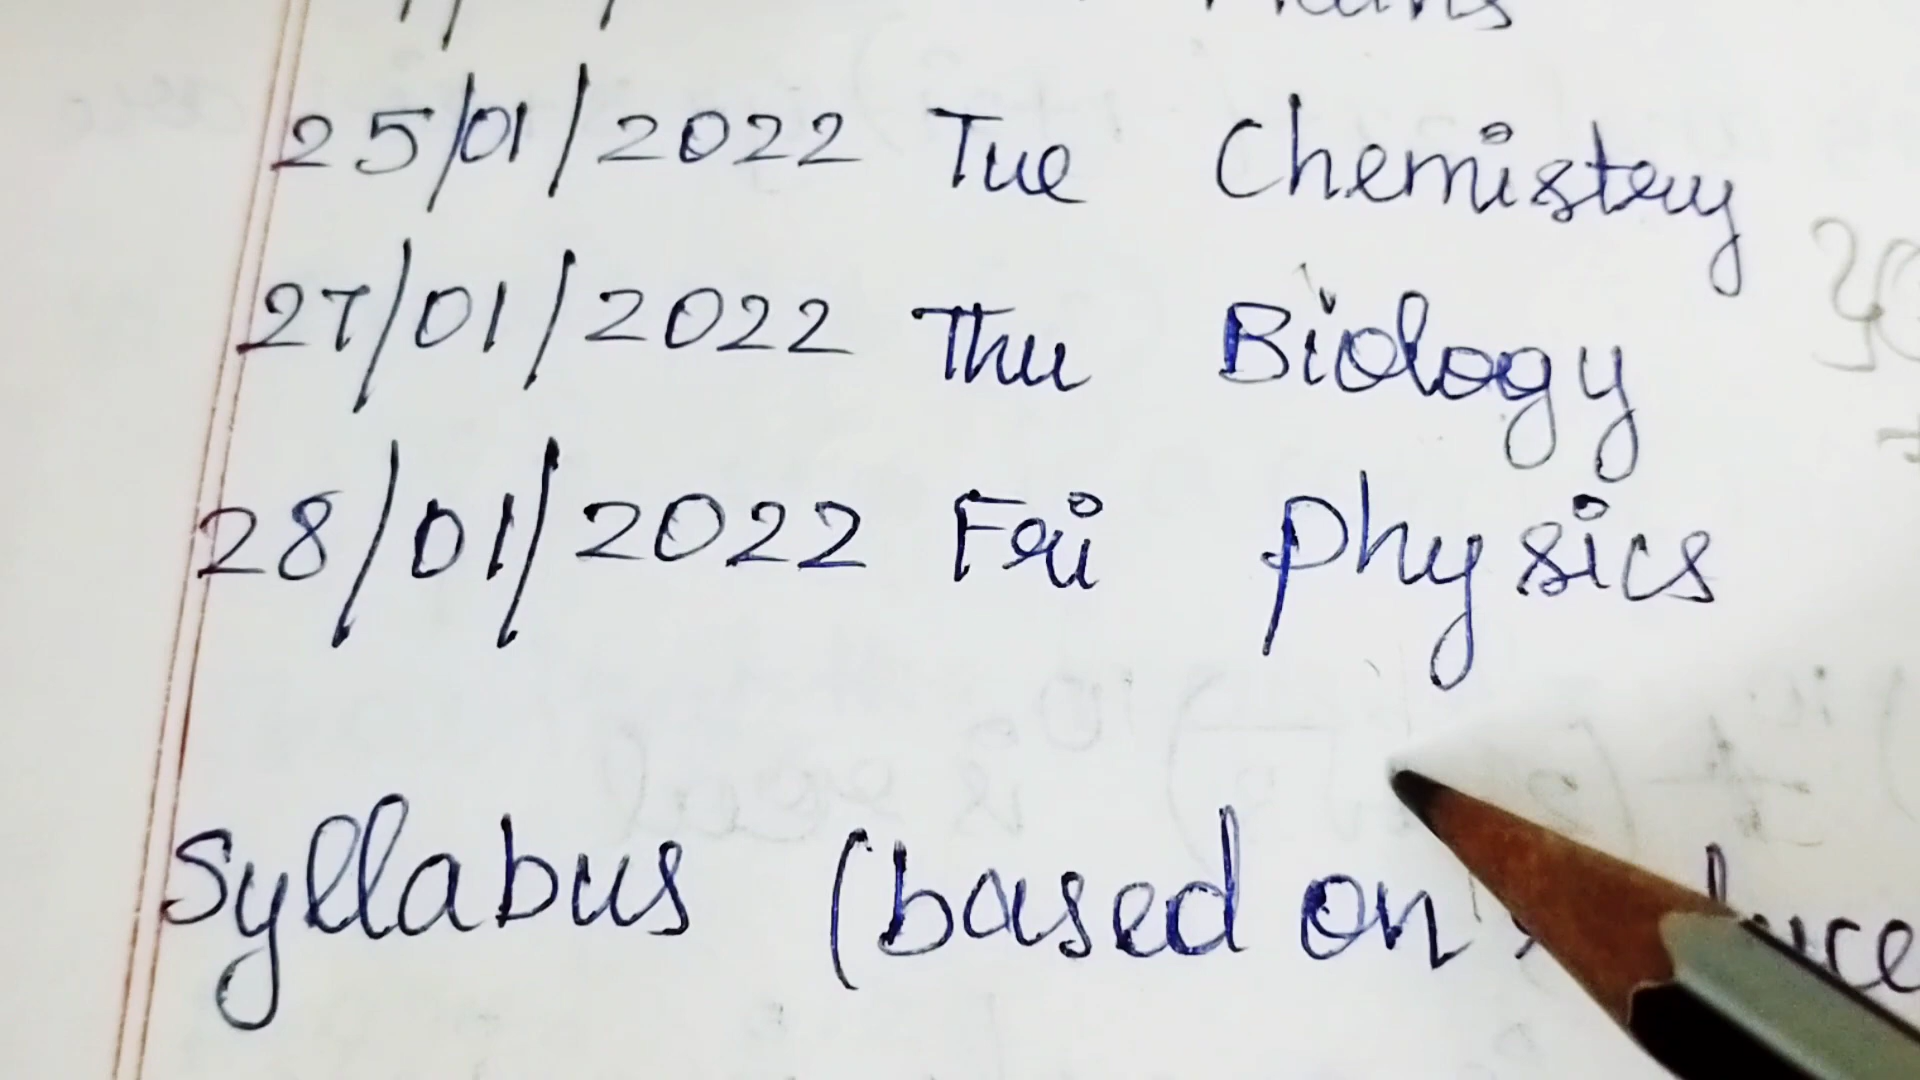 25/01/2022 Tue Chemistry
27/01/2022 Thu Biology
28/01/2022 Fri Physics
Syllabus (based on